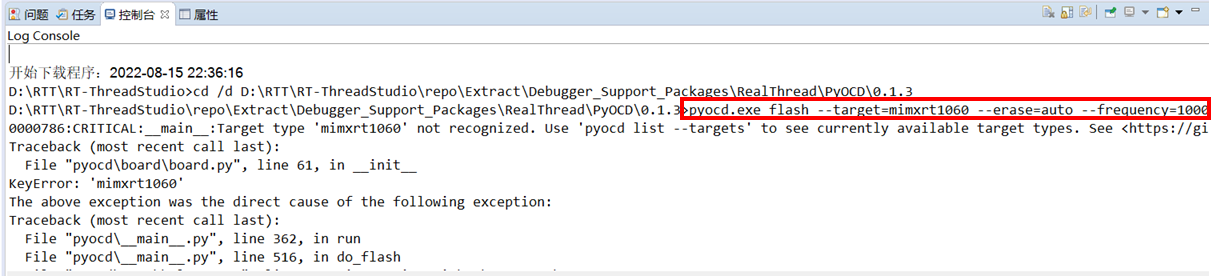 问题 任务 控制台 属性
Log Console
开始下载程序：2022-08-15 22:36:16
D:\RTT\RT-ThreadStudio>cd /d D:\RTT\RT-ThreadStudio\repo\Extract\Debugger_Support_Packages\RealThread\PyOCD\0.1.3
D:\RTT\RT-ThreadStudio\repo\Extract\Debugger_Support_Packages\RealThread\PyOCD\0.1.3>pyocd.exe flash --target=mimxrt1060 --erase=auto --frequency=1000
0000786:CRITICAL:__main__:Target type 'mimxrt1060' not recognized. Use 'pyocd list --targets' to see currently available target types. See <https://gi
Traceback (most recent call last):
File "pyocd\board\board.py", line 61, in __init__
KeyError: 'mimxrt1060'
The above exception was the direct cause of the following exception:
Traceback (most recent call last):
File "pyocd\__main__.py", line 362, in run
File "pyocd\__main__.py", line 516, in do_flash